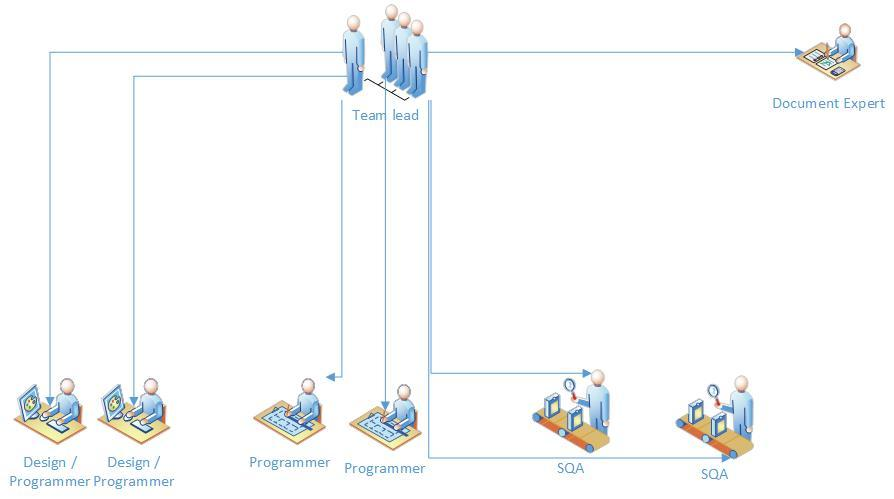 Team lead
Document Expert
Design /
Programmer
Design /
Programmer
Programmer
Programmer
SQA
SQA